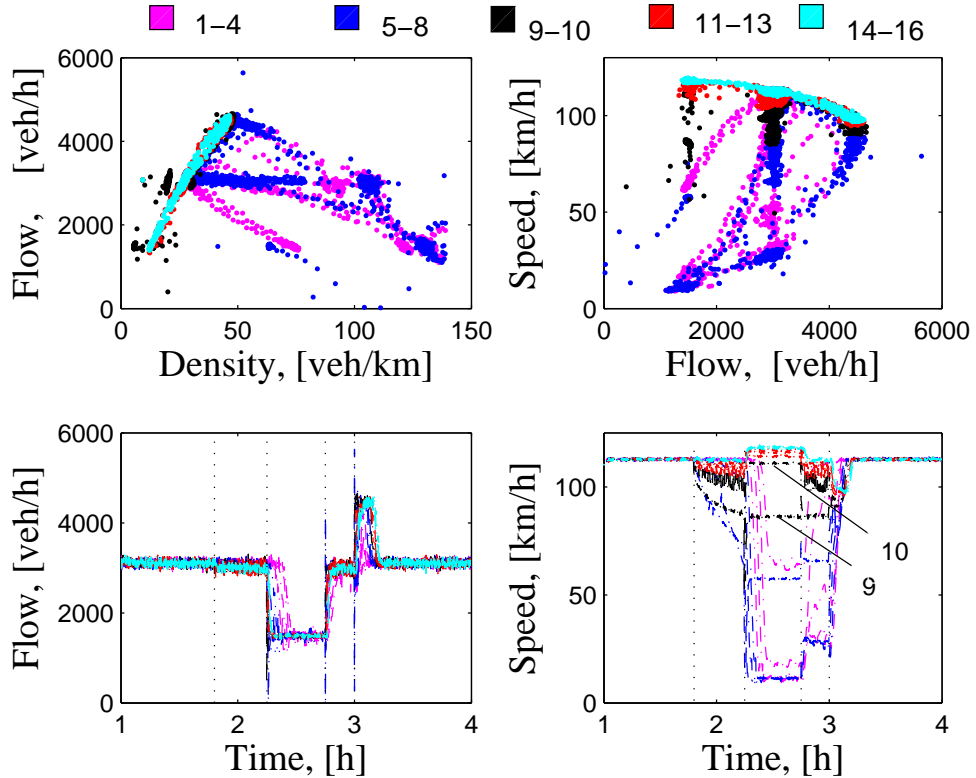 1−4 5−8 9−10 11−13 14−16
6000
4000
2000
0
Flow, [veh/h]
0 50 100 150
Density, [veh/km]
100
50
0
Speed, [km/h]
0 2000 4000 6000
Flow, [veh/h]
6000
4000
2000
0
Flow, [veh/h]
1 2 3 4
Time, [h]
100
50
0
Speed, [km/h]
10
9
1 2 3 4
Time, [h]